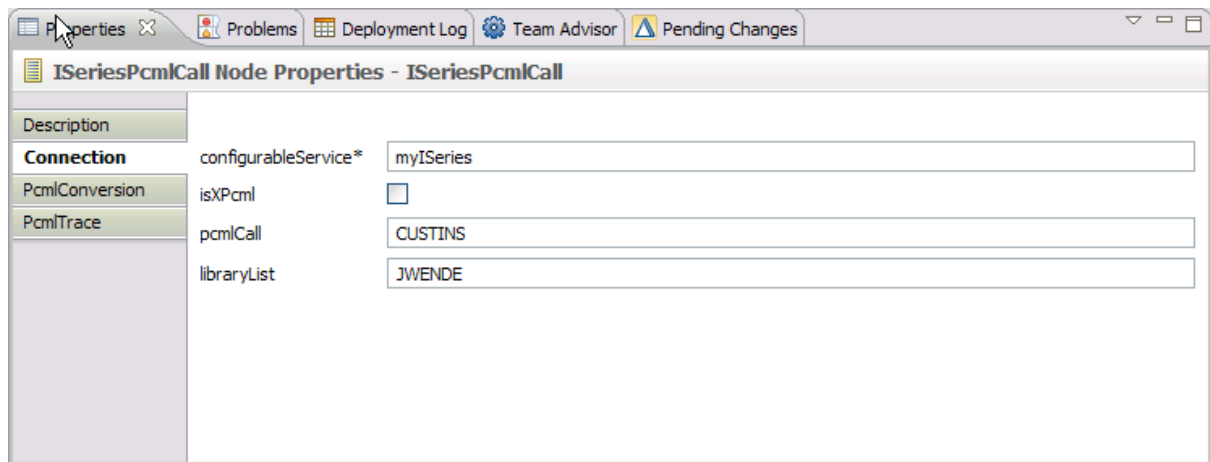 Properties Problems Deployment Log Team Advisor Pending Changes
ISeriesPcmlCall Node Properties - ISeriesPcmlCall
Description
Connection configurableService* myISeries
PcmlConversion isXPcml
PcmlTrace pcmlCall CUSTINS
libraryList JWENDE